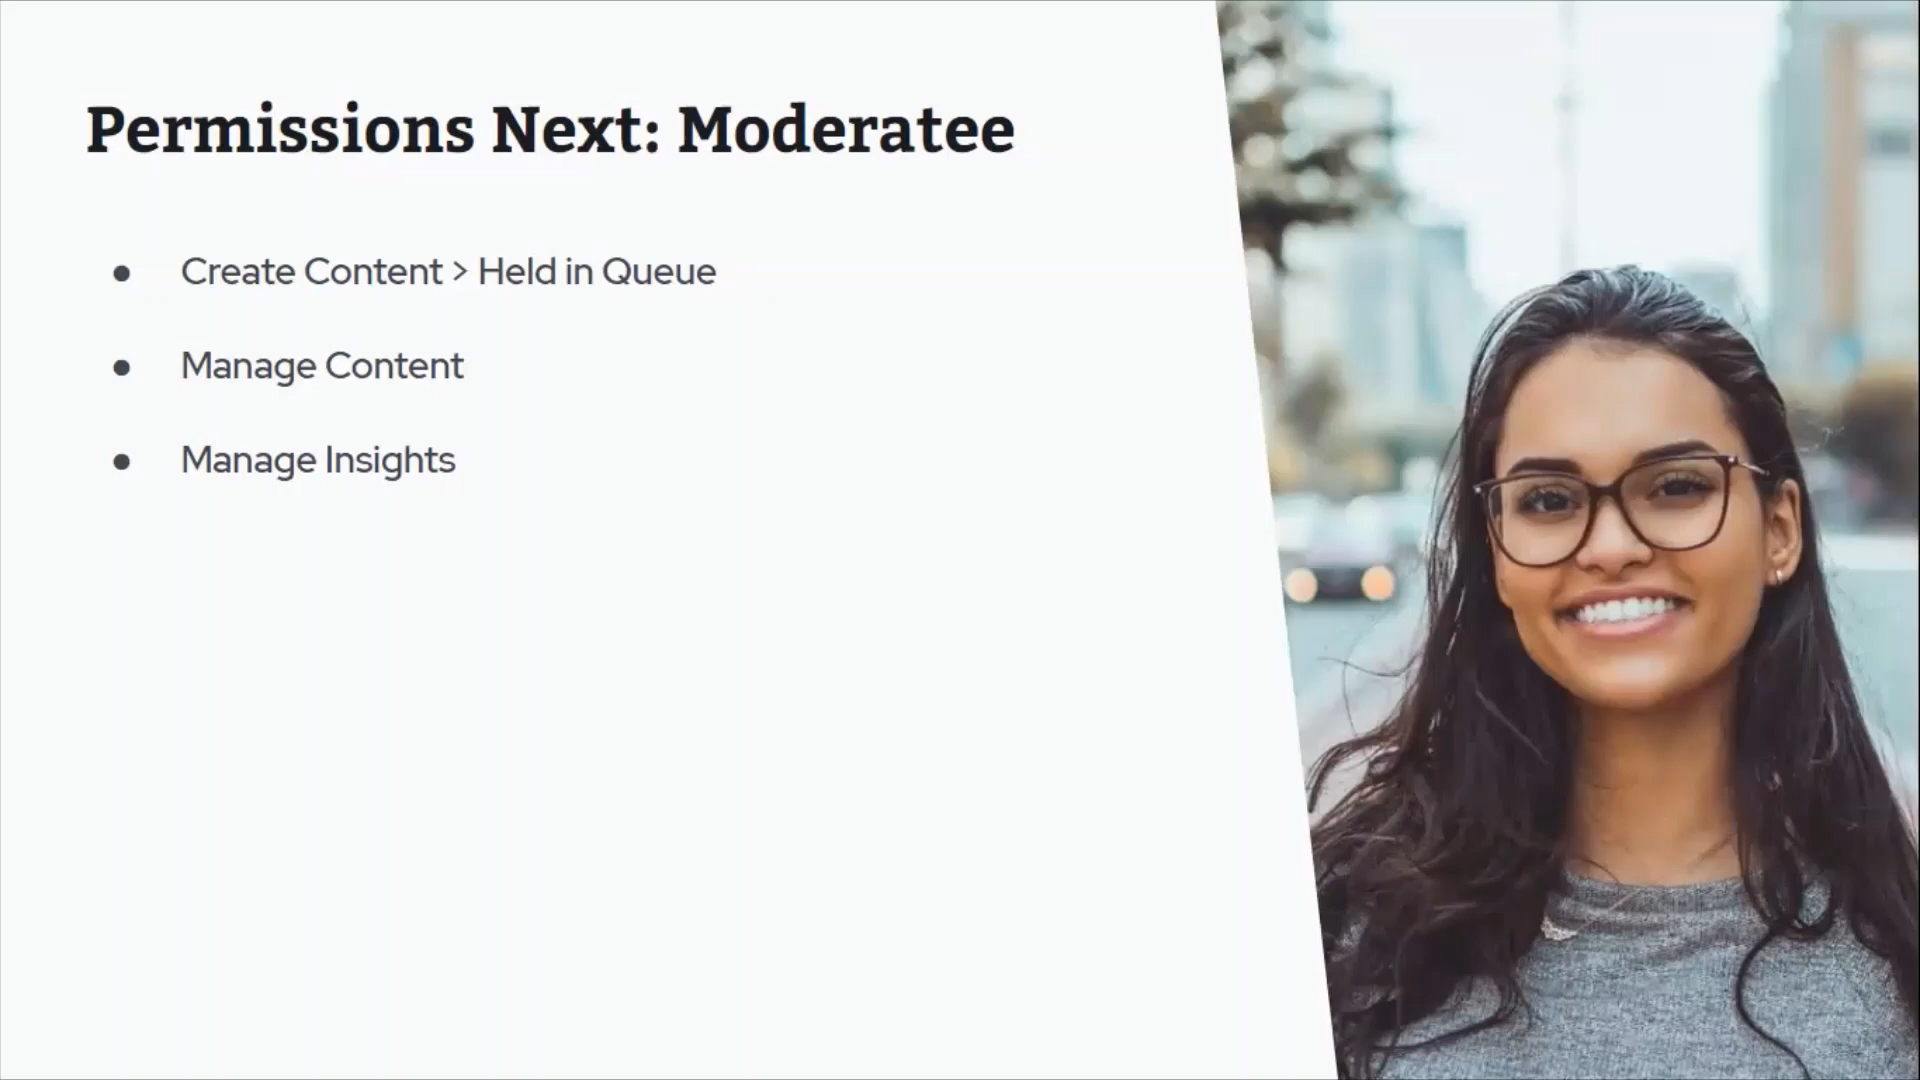 Permissions Next: Moderatee
● Create Content > Held in Queue
● Manage Content
● Manage Insights